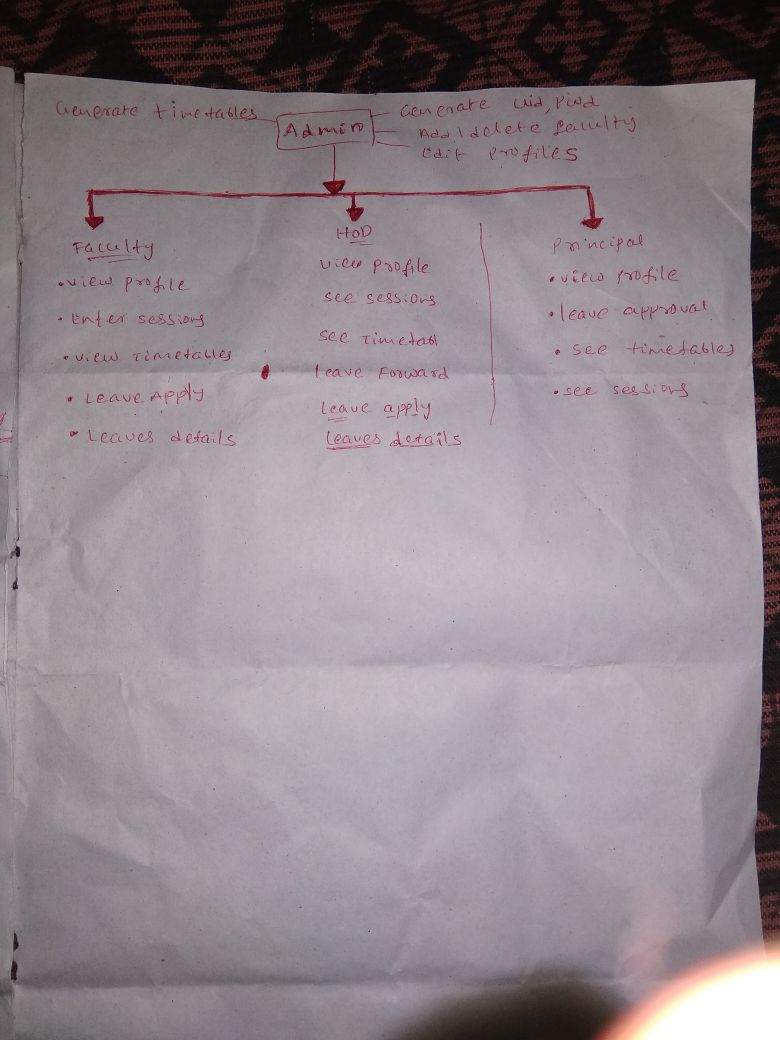 Generate timetables
Admin
Generate uid, pwd
Add/delete faculty
Edit profiles
Faculty
• view profile
• Enter sessions
• view Timetables
• Leave Apply
• Leaves details
HoD
view profile
see sessions
see Timetabl
leave Forward
leave apply
leaves details
Principal
• view profile
• leave approval
• see timetables
• see sessions